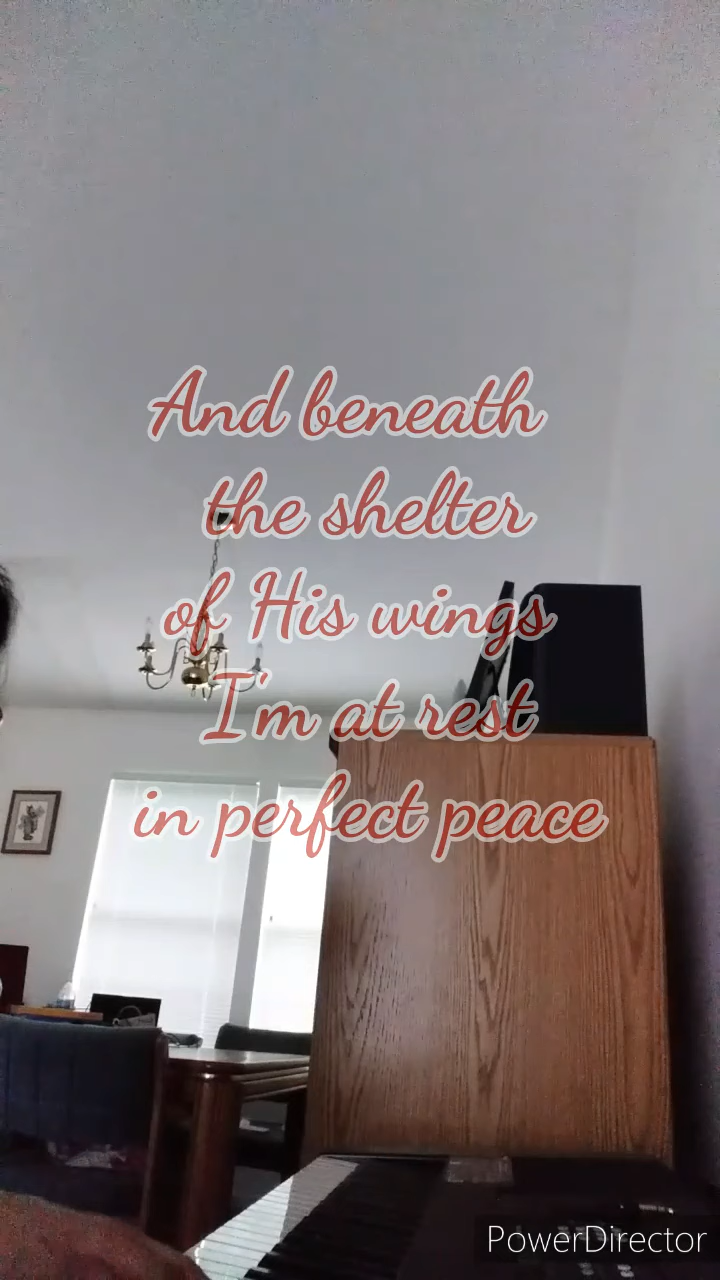 And beneath
the shelter
of His wings
I'm at rest
in perfect peace
PowerDirector